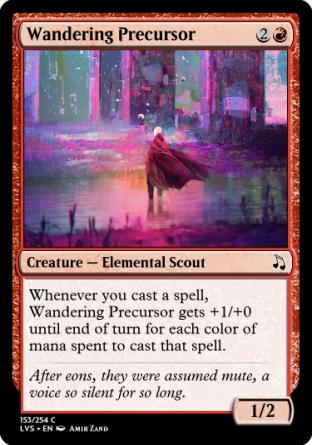 Wandering Precursor 2R
Creature — Elemental Scout
Whenever you cast a spell,
Wandering Precursor gets +1/+0
until end of turn for each color of
mana spent to cast that spell.
After eons, they were assumed mute, a
voice so silent for so long.
1/2
153/254 C
LVS • EN Amir Zand